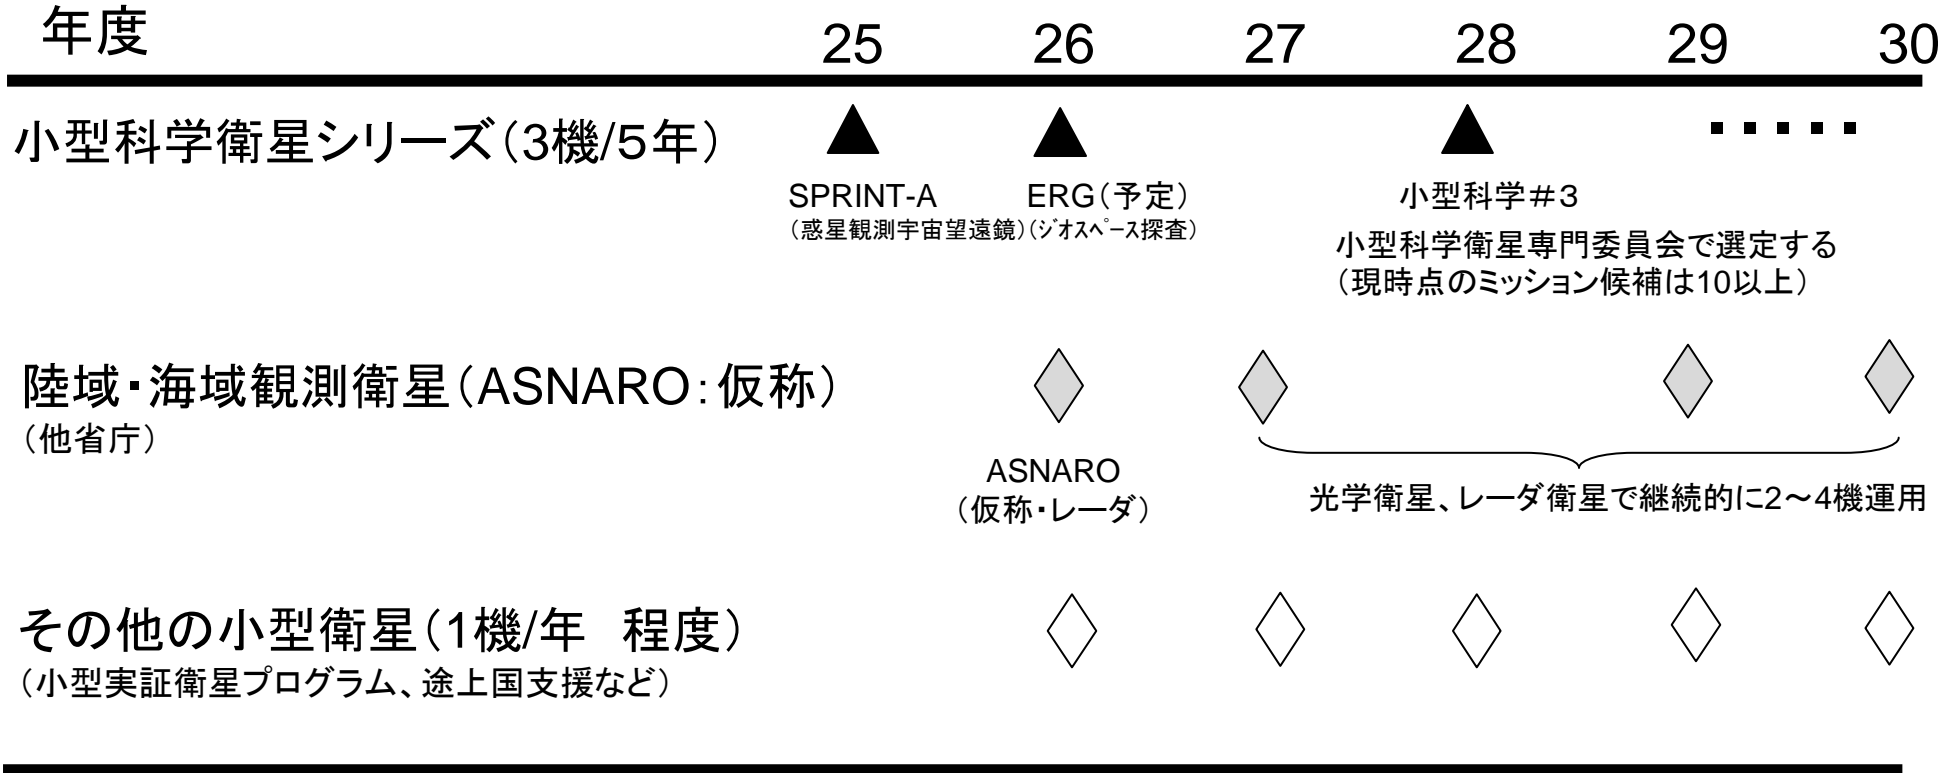 年度 25 26 27 28 29 30
小型科学衛星シリーズ（3機/5年）
SPRINT-A ERG（予定） 小型科学＃3
（惑星観測宇宙望遠鏡）（ｼﾞｵｽﾍﾟｰｽ探査）
小型科学衛星専門委員会で選定する
（現時点のミッション候補は10以上）
陸域・海域観測衛星（ASNARO：仮称）
（他省庁）
ASNARO
（仮称・レーダ）
光学衛星、レーダ衛星で継続的に2～4機運用
その他の小型衛星（1機/年　程度）
（小型実証衛星プログラム、途上国支援など）